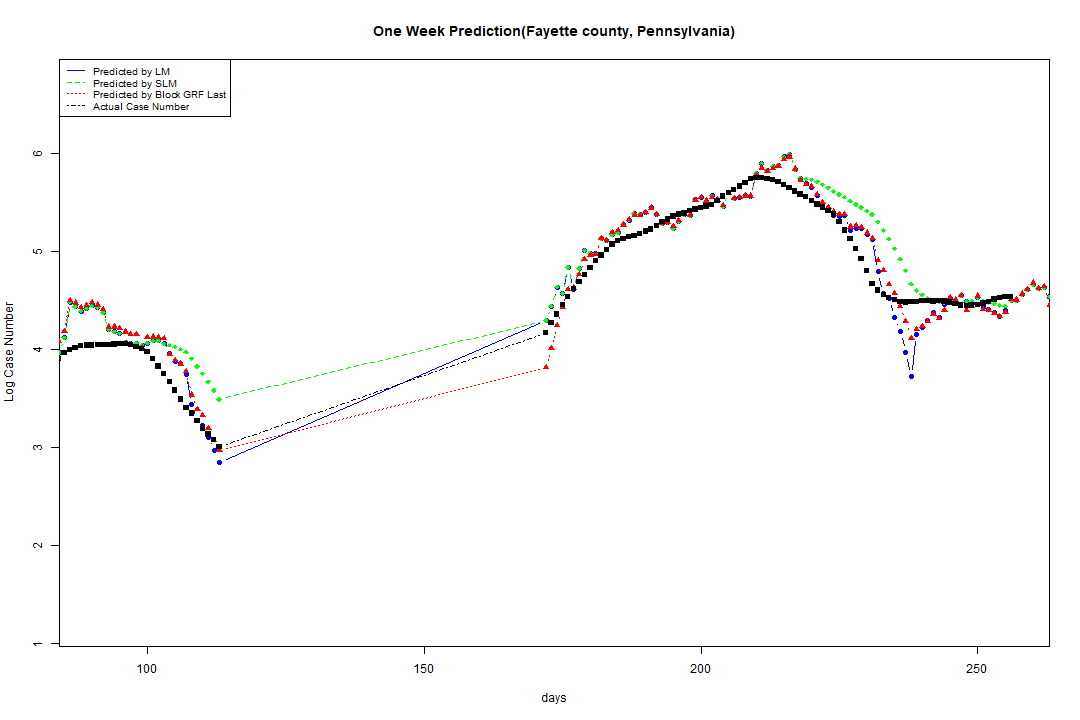 One Week Prediction(Fayette county, Pennsylvania)
Predicted by LM
Predicted by SLM
Predicted by Block GRF Last
Actual Case Number
6
5
4
3
2
1
Log Case Number
100
150
200
250
days